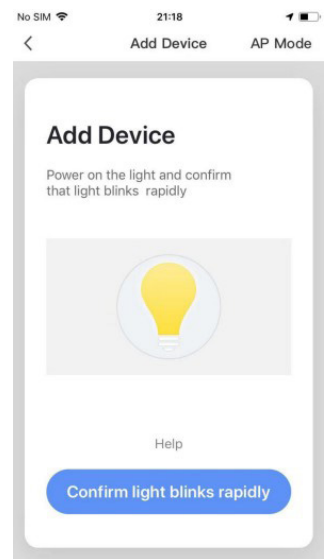 No SIM 21:18
Add Device AP Mode
Add Device
Power on the light and confirm
that light blinks rapidly
Help
Confirm light blinks rapidly